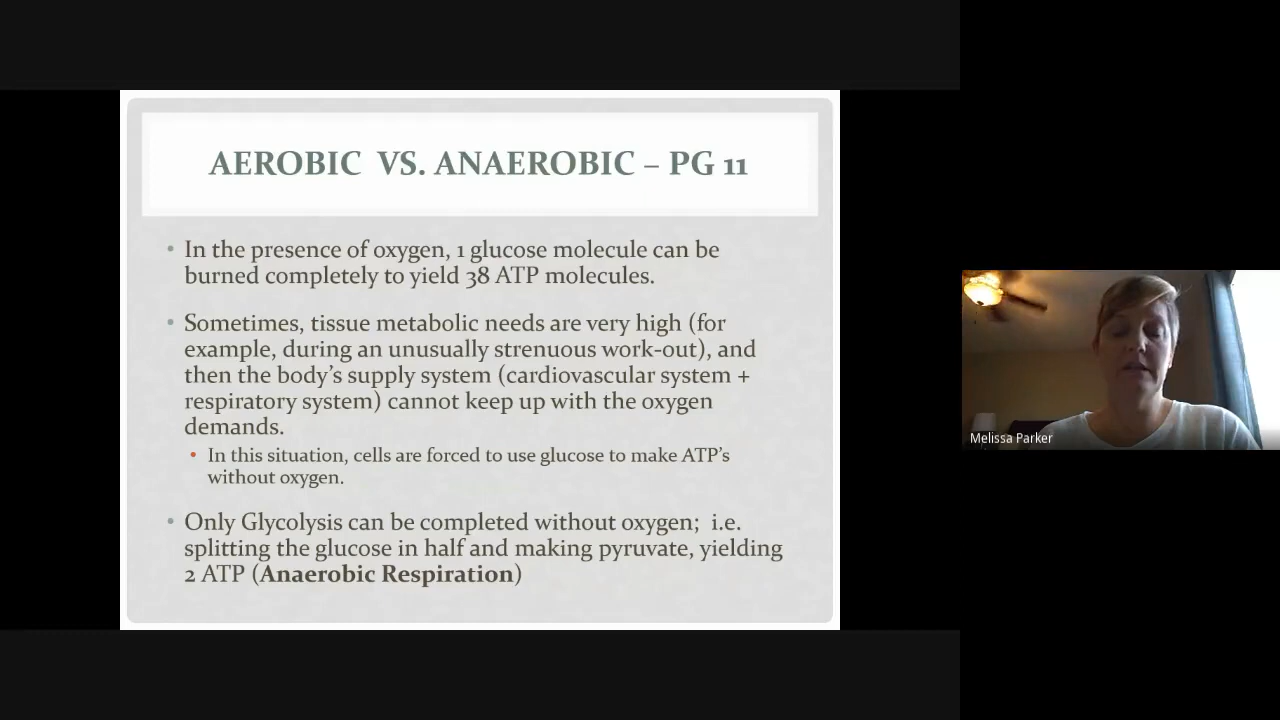 AEROBIC VS. ANAEROBIC – PG 11
• In the presence of oxygen, 1 glucose molecule can be
burned completely to yield 38 ATP molecules.
• Sometimes, tissue metabolic needs are very high (for
example, during an unusually strenuous work-out), and
then the body's supply system (cardiovascular system +
respiratory system) cannot keep up with the oxygen
demands.
• In this situation, cells are forced to use glucose to make ATP's
without oxygen.
• Only Glycolysis can be completed without oxygen; i.e.
splitting the glucose in half and making pyruvate, yielding
2 ATP (Anaerobic Respiration)
Melissa Parker